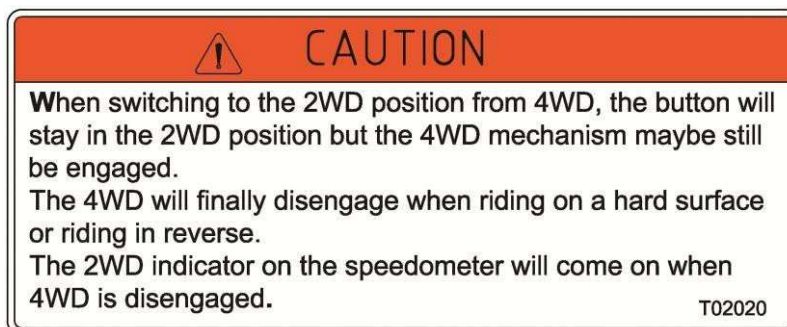 CAUTION
When switching to the 2WD position from 4WD, the button will
stay in the 2WD position but the 4WD mechanism maybe still
be engaged.
The 4WD will finally disengage when riding on a hard surface
or riding in reverse.
The 2WD indicator on the speedometer will come on when
4WD is disengaged.
T02020